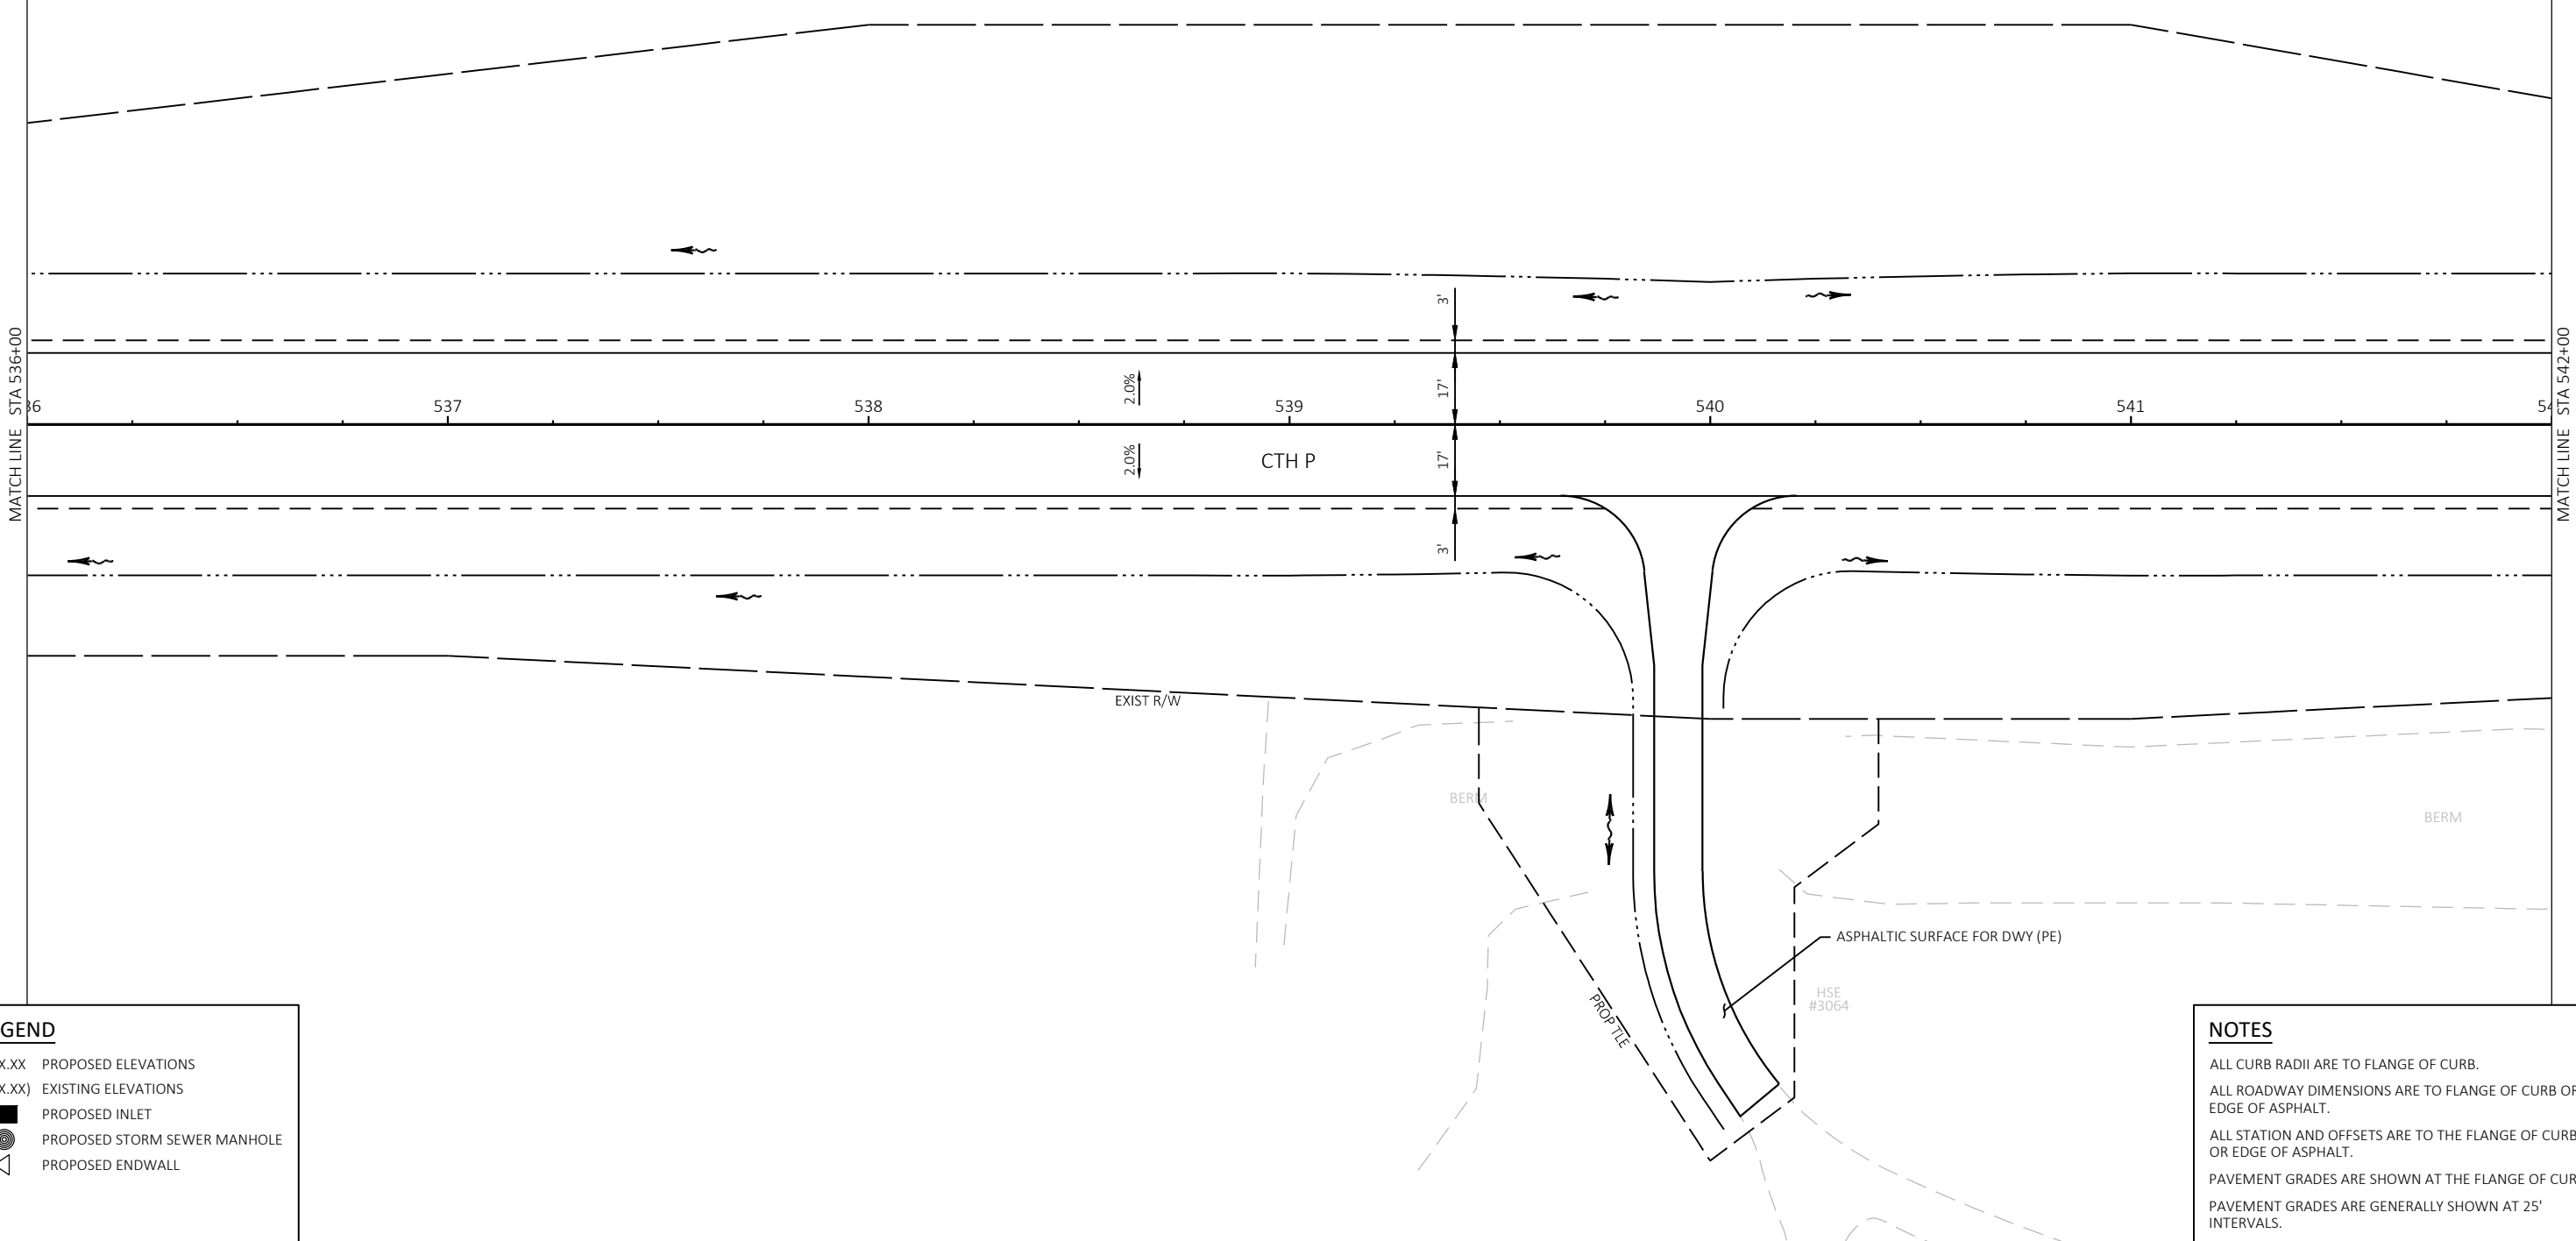 MATCH LINE   STA 536+00
MATCH LINE   STA 542+00
3'
17'
17'
3'
2.0%
2.0%
36
537
538
539
540
541
54
CTH P
EXIST R/W
BERM
BERM
ASPHALTIC SURFACE FOR DWY (PE)
HSE
#3064
PROP TLE
GEND
X.XX   PROPOSED ELEVATIONS
X.XX)   EXISTING ELEVATIONS
PROPOSED INLET
PROPOSED STORM SEWER MANHOLE
PROPOSED ENDWALL
NOTES
ALL CURB RADII ARE TO FLANGE OF CURB.
ALL ROADWAY DIMENSIONS ARE TO FLANGE OF CURB OR
EDGE OF ASPHALT.
ALL STATION AND OFFSETS ARE TO THE FLANGE OF CURB
OR EDGE OF ASPHALT.
PAVEMENT GRADES ARE SHOWN AT THE FLANGE OF CUR
PAVEMENT GRADES ARE GENERALLY SHOWN AT 25'
INTERVALS.